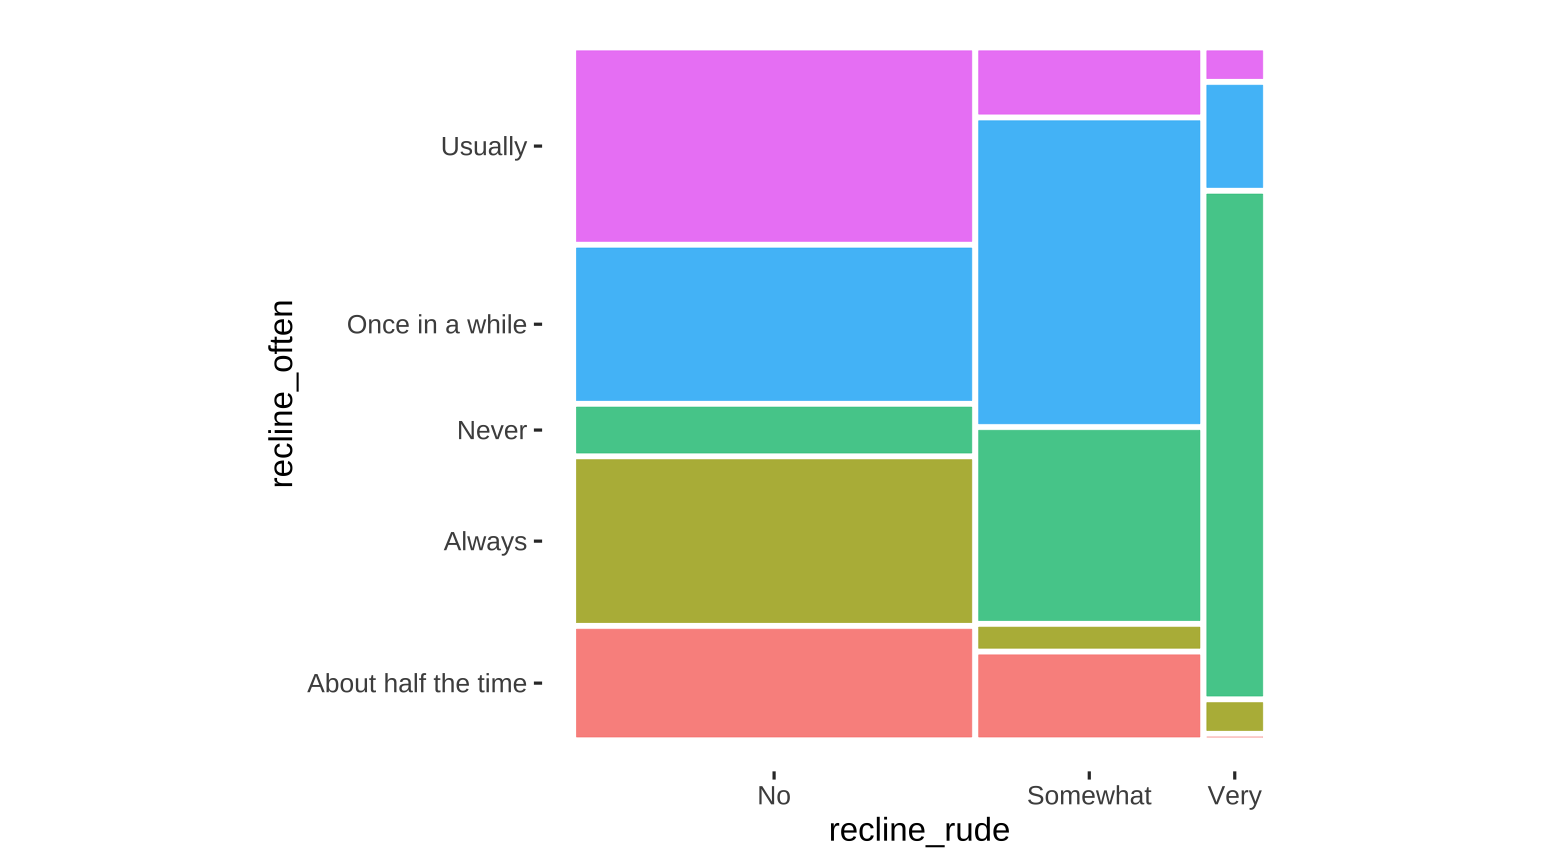 Usually
Once in a while
Never
Always
About half the time
recline_often
No
Somewhat
Very
recline_rude